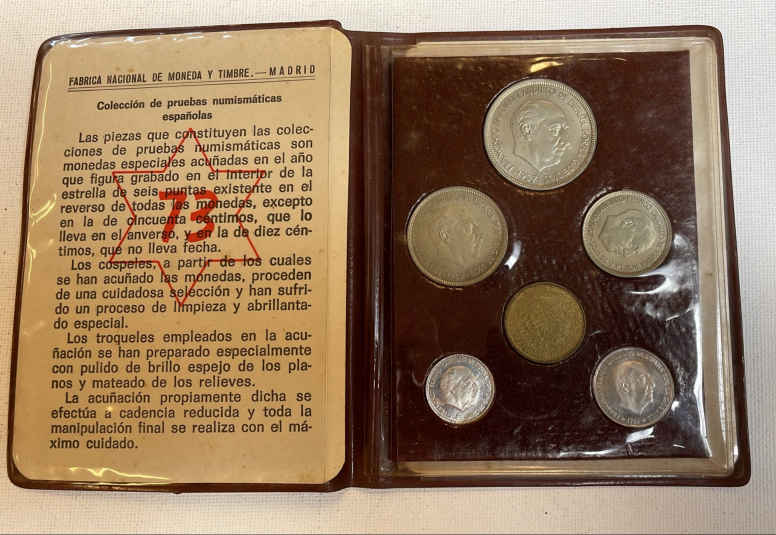 FABRICA NACIONAL DE MONEDA Y TIMBRE.—MADRID
Colección de pruebas numismáticas
españolas
Las piezas que constituyen las colec-
ciones de pruebas numismáticas son
monedas especiales acuñadas en el año
que figura grabado en el interior de la
estrella de seis puntas existente en el
reverso de todas las monedas, excepto
en la de cincuenta céntimos, que lo
lleva en el anverso, y en la de diez cén-
timos, que no lleva fecha.
73
Los cospeles, a partir de los cuales
se han acuñado las monedas, proceden
de una cuidadosa selección y han sufri-
do un proceso de limpieza y abrillanta-
do especial.
Los troqueles empleados en la acu-
ñación se han preparado especialmente
con pulido de brillo espejo de los pla-
nos y mateado de los relieves.
La acuñación propiamente dicha se
efectúa a cadencia reducida y toda la
manipulación final se realiza con el má-
ximo cuidado.